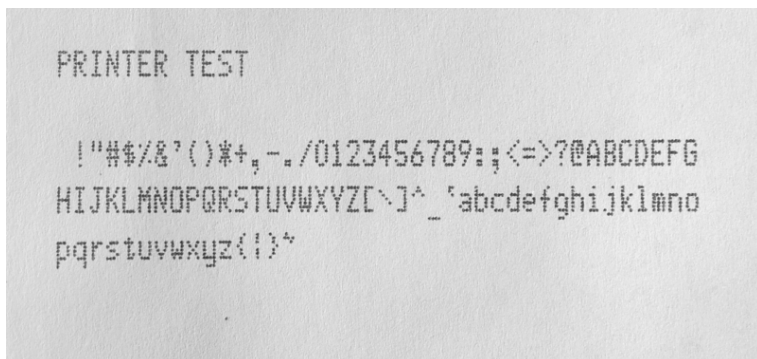 PRINTER TEST
!"#$%&'()*+,-./0123456789:;<=>?@ABCDEFG
HIJKLMNOPQRSTUVWXYZ[\]^_`abcdefghijklmno
pqrstuvwxyz{|}~